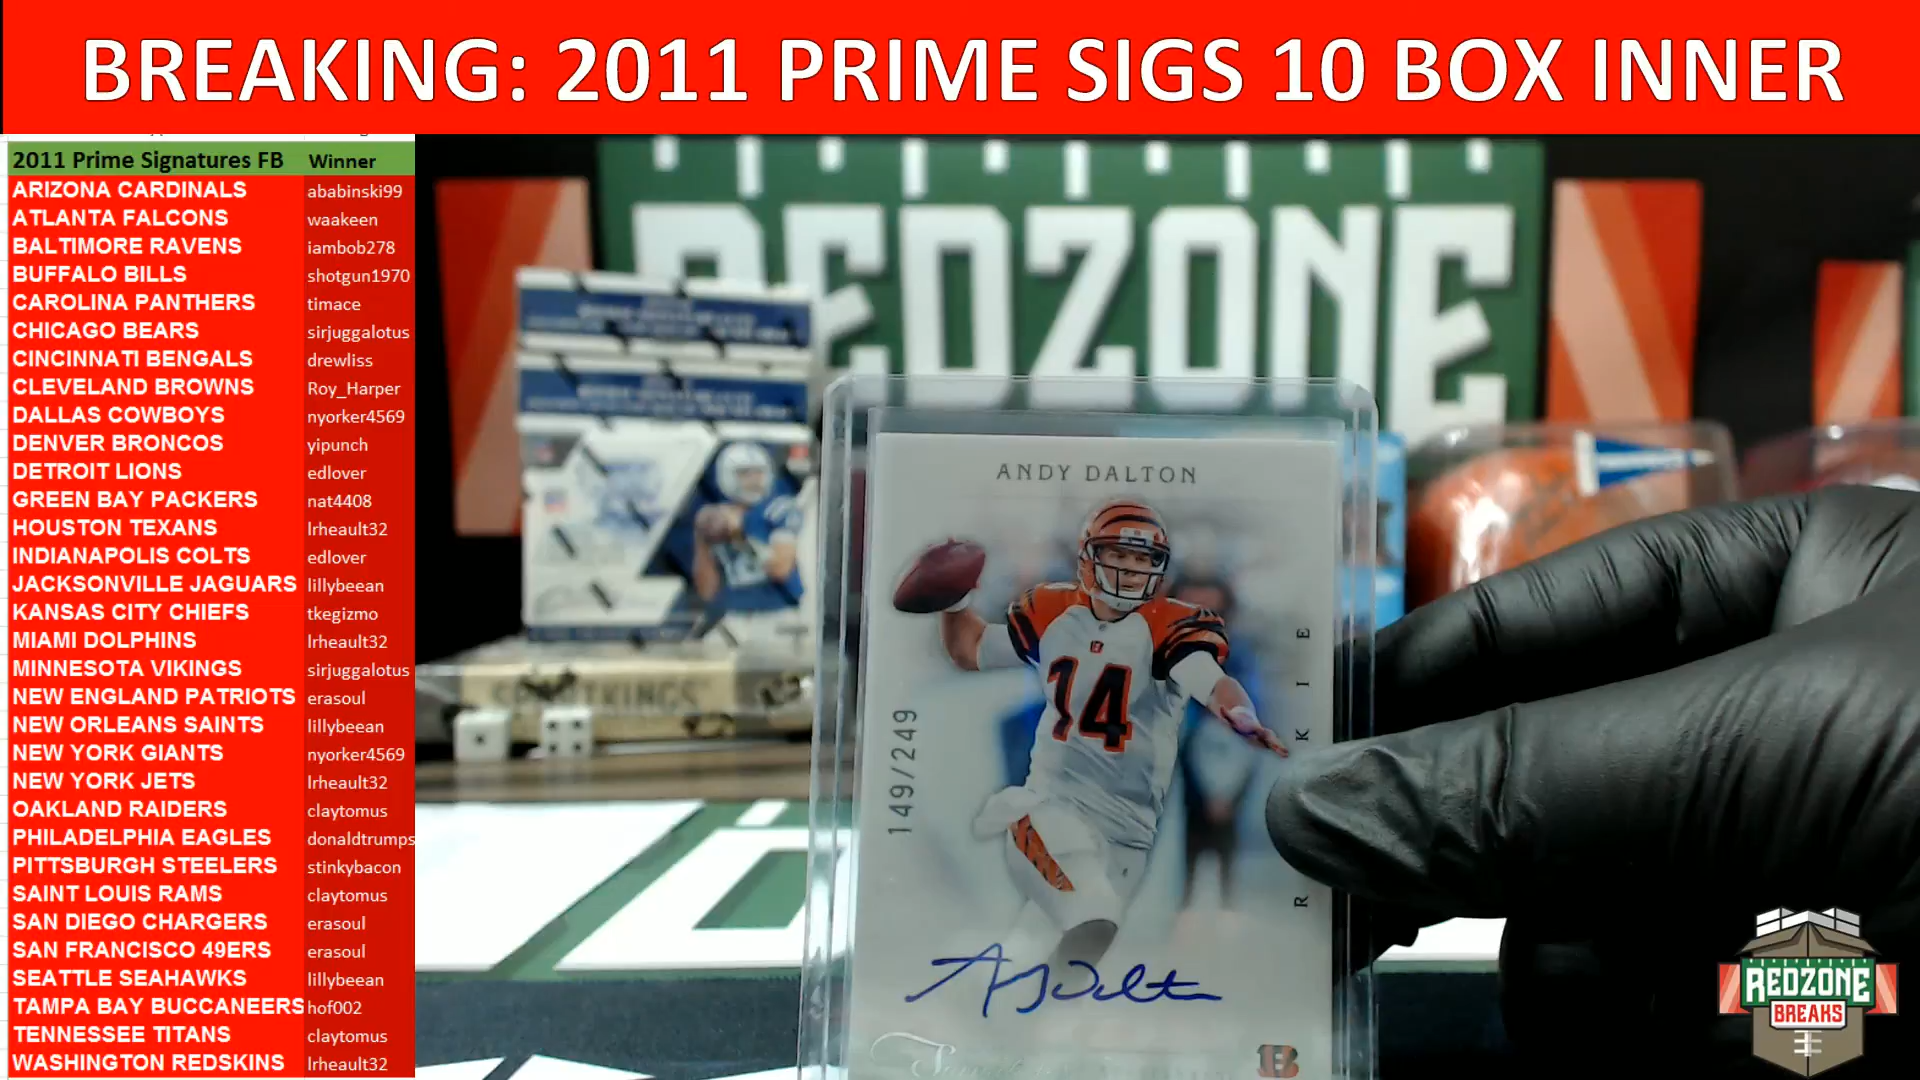 BREAKING: 2011 PRIME SIGS 10 BOX INNER
2011 Prime Signatures FB Winner
ARIZONA CARDINALS ababinski99
ATLANTA FALCONS waakeen
BALTIMORE RAVENS iambob278
BUFFALO BILLS shotgun1970
CAROLINA PANTHERS timace
CHICAGO BEARS sirjuggalotus
CINCINNATI BENGALS drewliss
CLEVELAND BROWNS Roy_Harper
DALLAS COWBOYS nyorker4569
DENVER BRONCOS yipunch
DETROIT LIONS edlover
GREEN BAY PACKERS nat4408
HOUSTON TEXANS lrheault32
INDIANAPOLIS COLTS edlover
JACKSONVILLE JAGUARS lillybeean
KANSAS CITY CHIEFS tkegizmo
MIAMI DOLPHINS lrheault32
MINNESOTA VIKINGS sirjuggalotus
NEW ENGLAND PATRIOTS erasoul
NEW ORLEANS SAINTS lillybeean
NEW YORK GIANTS nyorker4569
NEW YORK JETS lrheault32
OAKLAND RAIDERS claytomus
PHILADELPHIA EAGLES donaldtrumps
PITTSBURGH STEELERS stinkybacon
SAINT LOUIS RAMS claytomus
SAN DIEGO CHARGERS erasoul
SAN FRANCISCO 49ERS erasoul
SEATTLE SEAHAWKS lillybeean
TAMPA BAY BUCCANEERS hof002
TENNESSEE TITANS claytomus
WASHINGTON REDSKINS lrheault32
REDZONE
SPORTKINGS
ANDY DALTON
14
149/249
ROOKIE
Andy Dalton
B
REDZONE
BREAKS